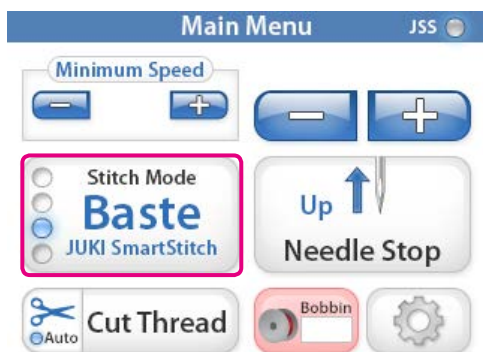 Main Menu
JSS
Minimum Speed
Stitch Mode
Baste
JUKI SmartStitch
Up
Needle Stop
Auto
Cut Thread
Bobbin